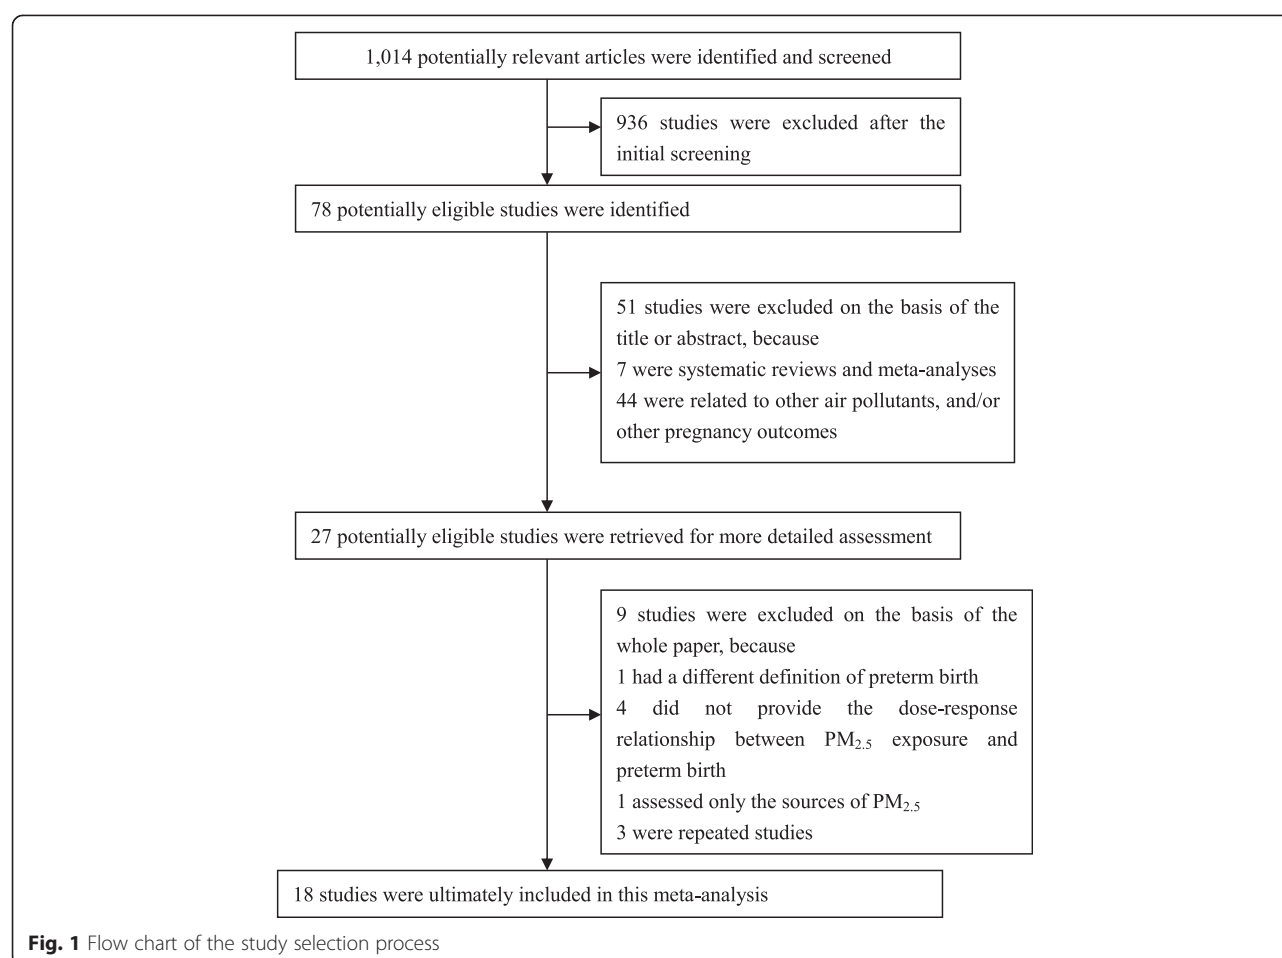 1,014 potentially relevant articles were identified and screened
936 studies were excluded after the
initial screening
78 potentially eligible studies were identified
51 studies were excluded on the basis of the
title or abstract, because
7 were systematic reviews and meta-analyses
44 were related to other air pollutants, and/or
other pregnancy outcomes
27 potentially eligible studies were retrieved for more detailed assessment
9 studies were excluded on the basis of the
whole paper, because
1 had a different definition of preterm birth
4 did not provide the dose-response
relationship between PM2.5 exposure and
preterm birth
1 assessed only the sources of PM2.5
3 were repeated studies
18 studies were ultimately included in this meta-analysis
Fig. 1 Flow chart of the study selection process